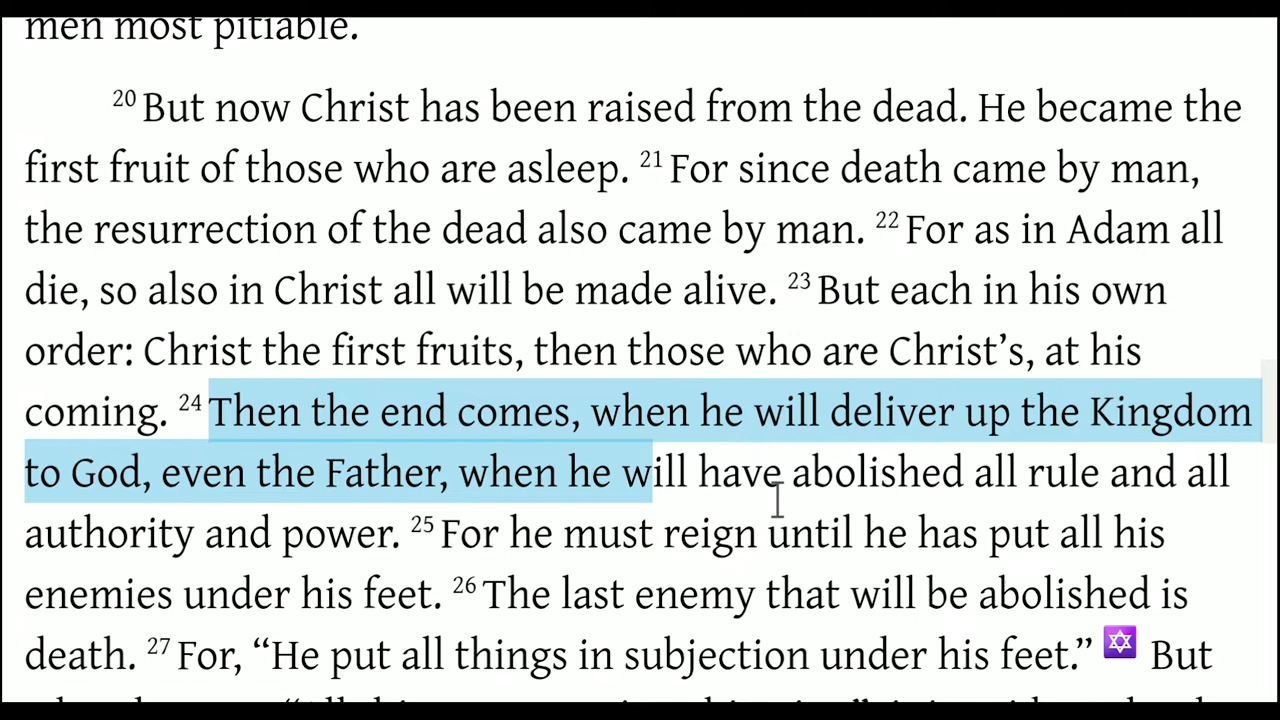 men most pitiable.
20 But now Christ has been raised from the dead. He became the
first fruit of those who are asleep. 21 For since death came by man,
the resurrection of the dead also came by man. 22 For as in Adam all
die, so also in Christ all will be made alive. 23 But each in his own
order: Christ the first fruits, then those who are Christ’s, at his
coming. 24 Then the end comes, when he will deliver up the Kingdom
to God, even the Father, when he will have abolished all rule and all
authority and power. 25 For he must reign until he has put all his
enemies under his feet. 26 The last enemy that will be abolished is
death. 27 For, “He put all things in subjection under his feet.” ✡ But